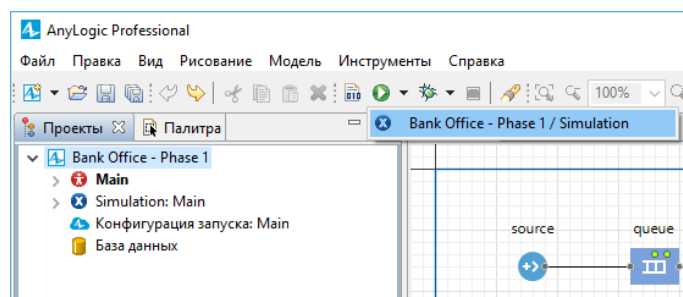 AnyLogic Professional
Файл Правка Вид Рисование Модель Инструменты Справка
010 100%
Проекты Палитра
Bank Office - Phase 1 / Simulation
Bank Office - Phase 1
Main
Simulation: Main
Конфигурация запуска: Main
База данных
source queue